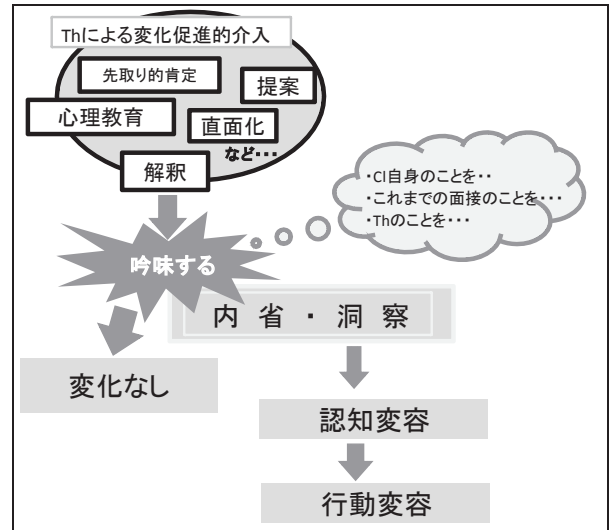 Thによる変化促進的介入
先取り的肯定
提案
心理教育
直面化
など・・・
解釈
・Cl自身のことを・・
・これまでの面接のことを・・・
・Thのことを・・・
吟味する
内 省 ・ 洞 察
変化なし
認知変容
行動変容